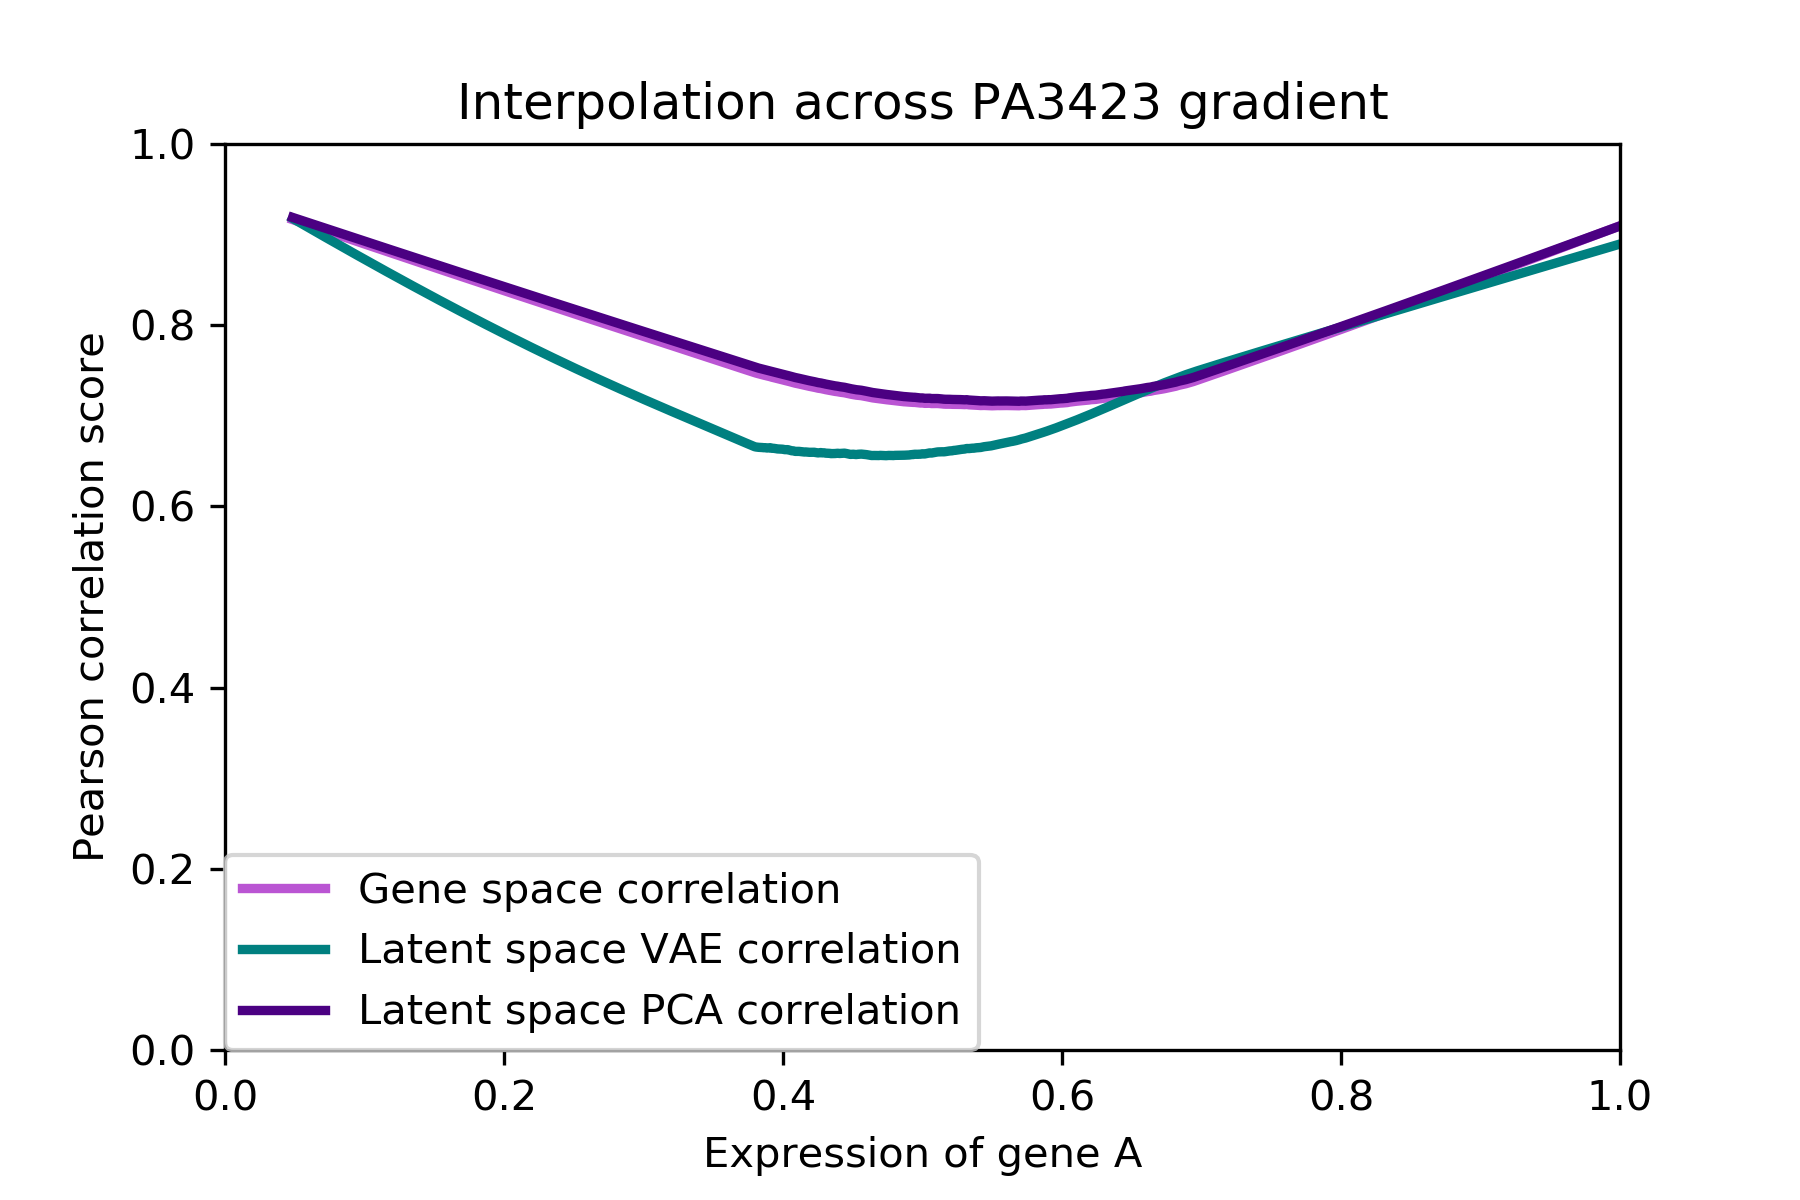 Interpolation across PA3423 gradient
1.0
0.8
0.6
0.4
0.2
0.0
Pearson correlation score
Gene space correlation
Latent space VAE correlation
Latent space PCA correlation
0.0 0.2 0.4 0.6 0.8 1.0
Expression of gene A